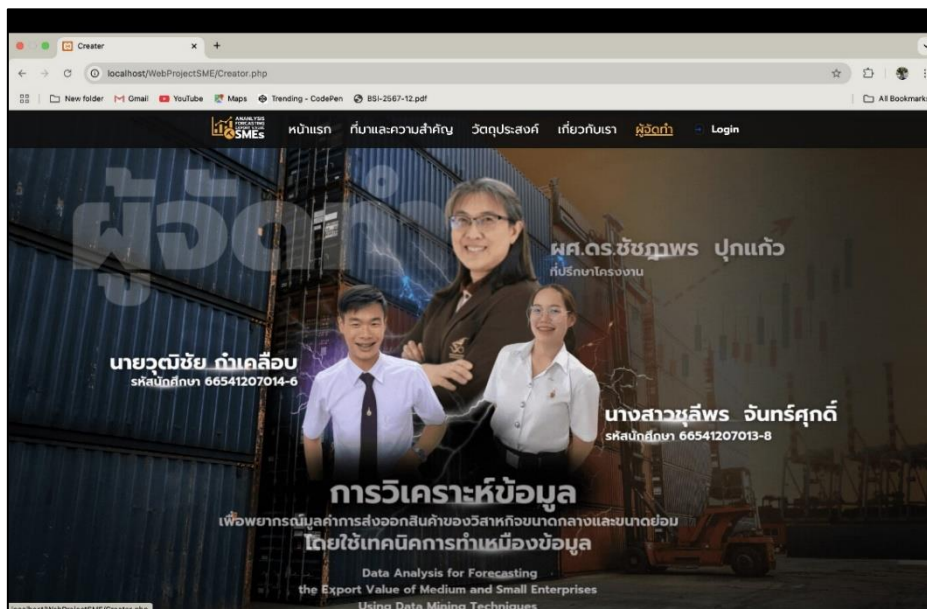 Creater
localhost/WebProjectSME/Creator.php
New folder Gmail YouTube Maps Trending - CodePen BSI-2567-12.pdf All Bookmarks
ANANLYSIS
FORCASTING
EXPORT VALUE
SMEs
หน้าแรก ที่มาและความสำคัญ วัตถุประสงค์ เกี่ยวกับเรา ผู้จัดทำ Login
ผู้จัดทำ
ผศ.ดร.ชัชฎาพร ปุกแก้ว
ที่ปรึกษาโครงงาน
นายวุฒิชัย กำเคลือบ
รหัสนักศึกษา 66541207014-6
นางสาวชุลีพร จันทร์ศุกดิ์
รหัสนักศึกษา 66541207013-8
การวิเคราะห์ข้อมูล
เพื่อพยากรณ์มูลค่าการส่งออกสินค้าของวิสาหกิจขนาดกลางและขนาดย่อม
โดยใช้เทคนิคการทำเหมืองข้อมูล
Data Analysis for Forecasting
the Export Value of Medium and Small Enterprises
Using Data Mining Techniques
localhost/WebProjectSME/Creator.php